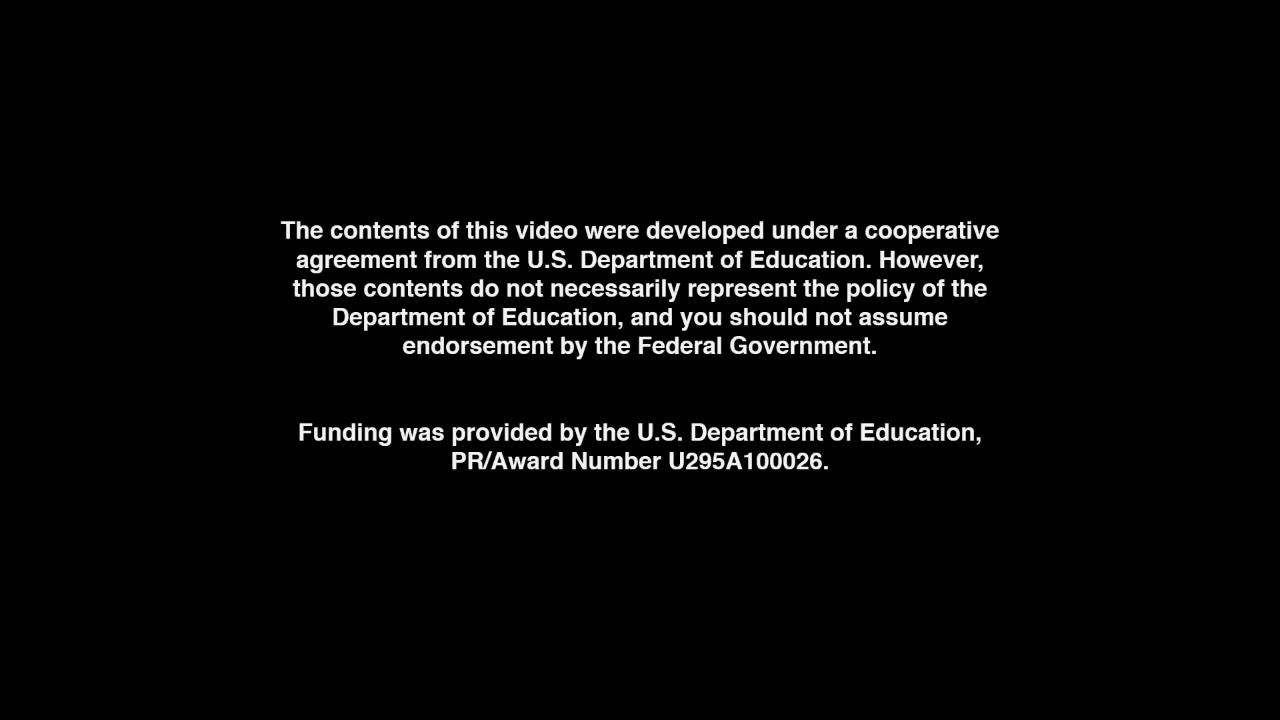 The contents of this video were developed under a cooperative
agreement from the U.S. Department of Education. However,
those contents do not necessarily represent the policy of the
Department of Education, and you should not assume
endorsement by the Federal Government.
Funding was provided by the U.S. Department of Education,
PR/Award Number U295A100026.